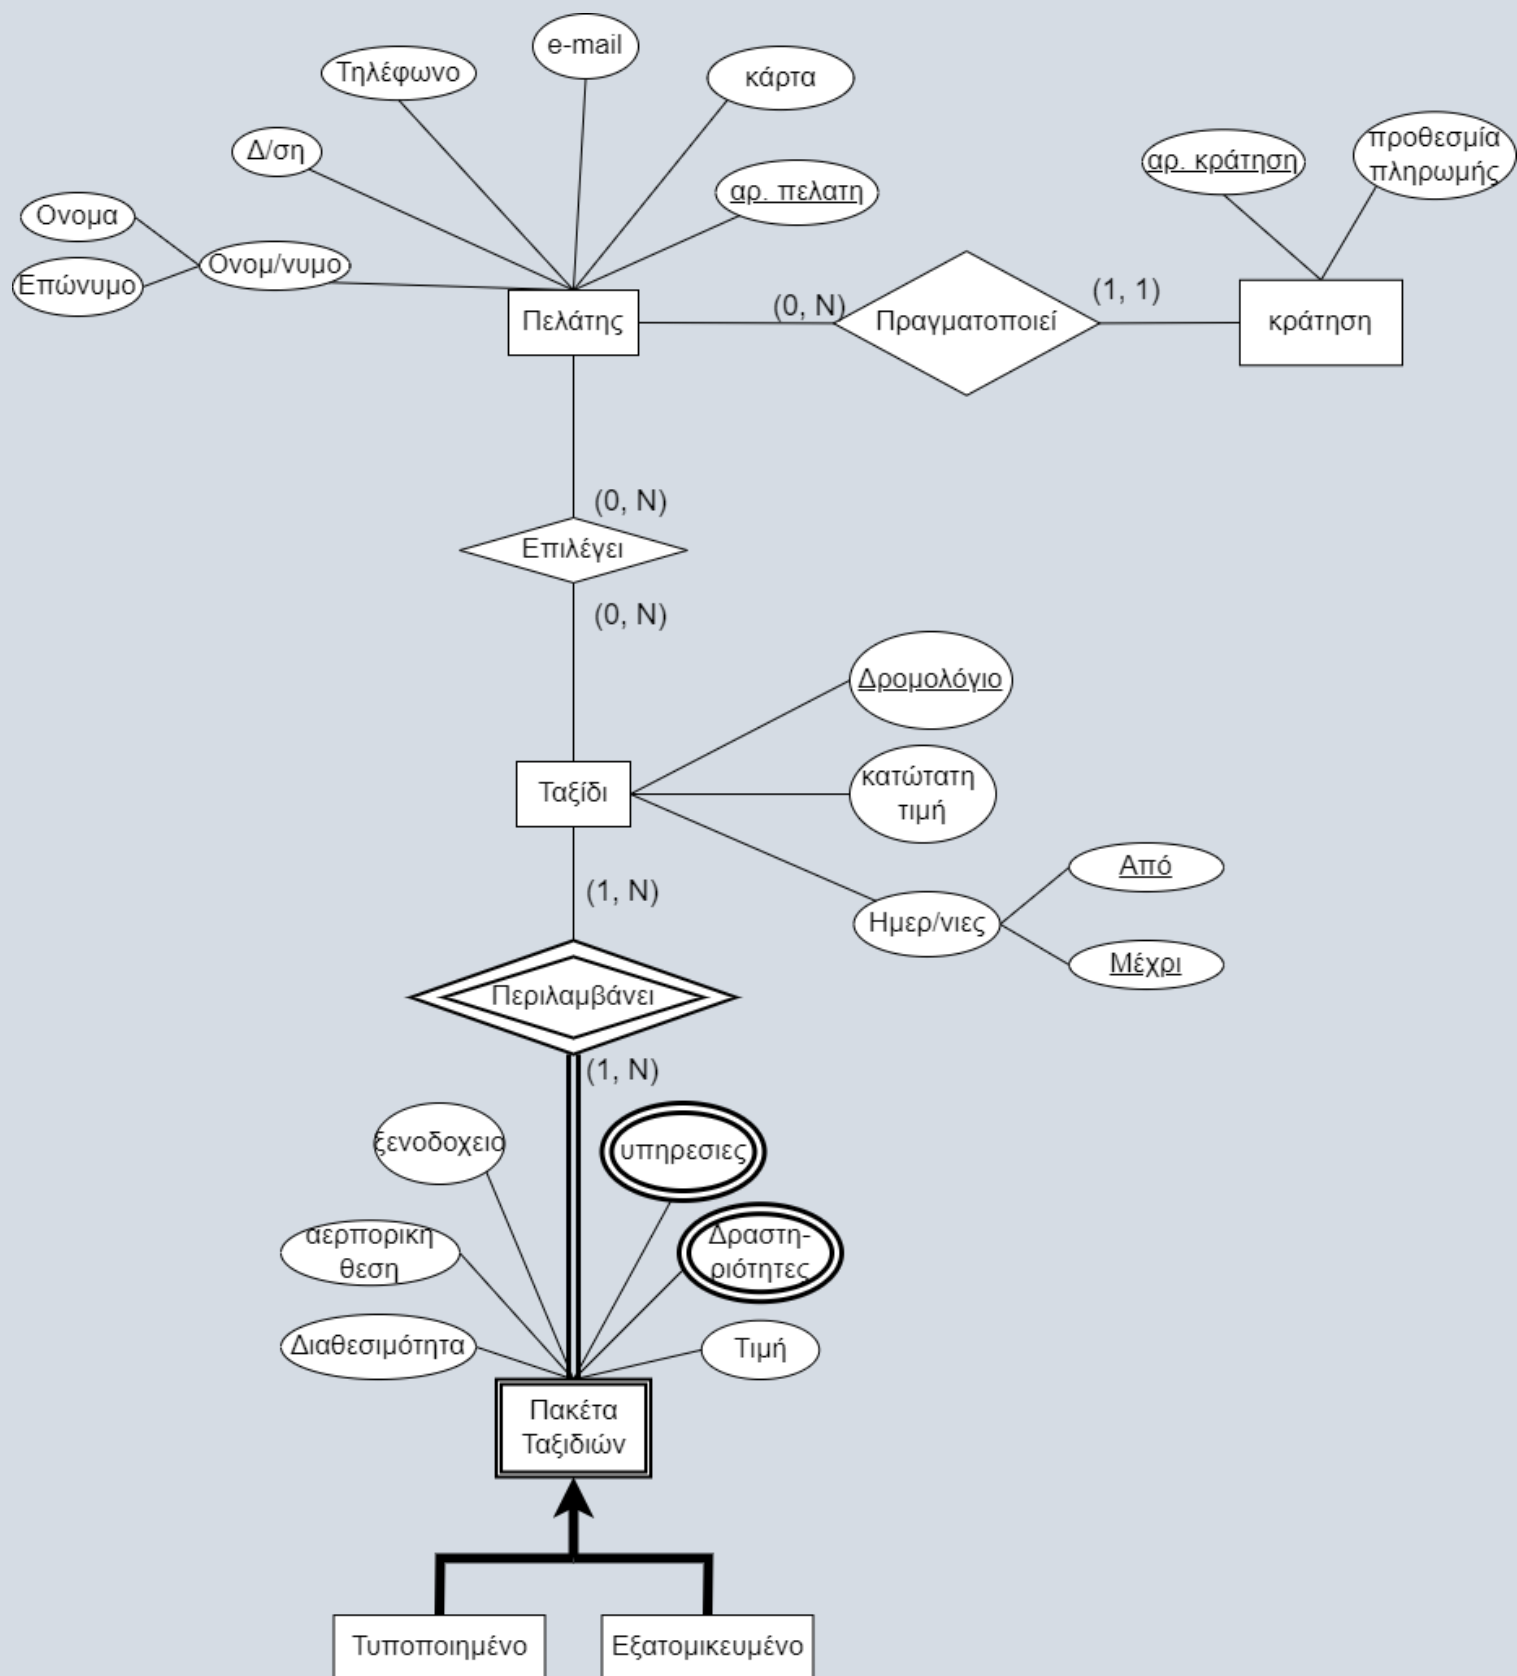 e-mail
Τηλέφωνο
κάρτα
Δ/ση
αρ. πελατη
αρ. κράτηση
προθεσμία
πληρωμής
Ονομα
Επώνυμο
Ονομ/νυμο
Πελάτης
(0, N)
Πραγματοποιεί
(1, 1)
κράτηση
(0, N)
Επιλέγει
(0, N)
Δρομολόγιο
Ταξίδι
κατώτατη
τιμή
Από
(1, N)
Ημερ/νιες
Μέχρι
Περιλαμβάνει
(1, N)
ξενοδοχειο
υπηρεσιες
αερπορικη
θεση
Δραστη-
ριότητες
Διαθεσιμότητα
Τιμή
Πακέτα
Ταξιδιών
Τυποποιημένο
Εξατομικευμένο